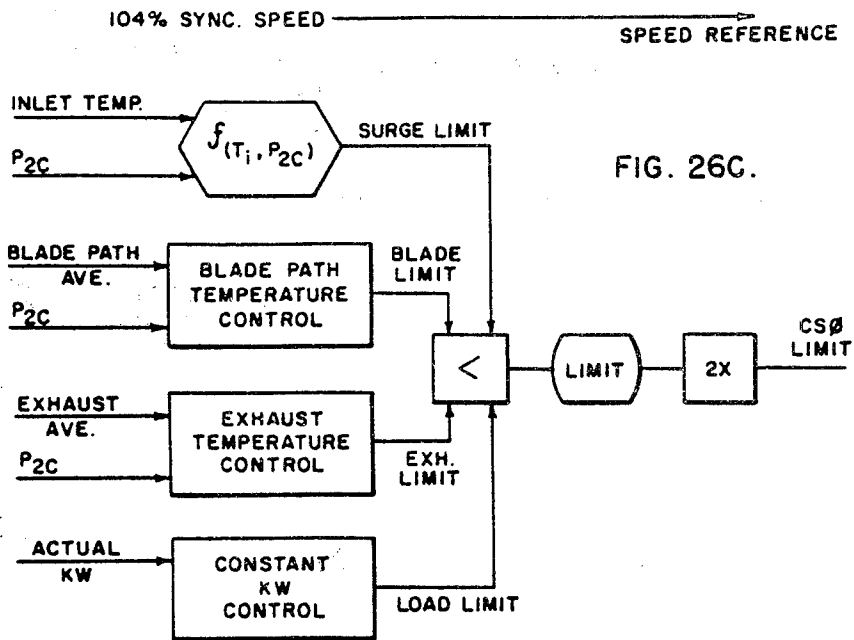 104% SYNC. SPEED
SPEED REFERENCE
INLET TEMP.
P2C
f(Ti, P2C)
SURGE LIMIT
FIG. 26C.
BLADE PATH
AVE.
P2C
BLADE PATH
TEMPERATURE
CONTROL
BLADE
LIMIT
<
LIMIT
2X
CSØ
LIMIT
EXHAUST
AVE.
P2C
EXHAUST
TEMPERATURE
CONTROL
EXH.
LIMIT
ACTUAL
KW
CONSTANT
KW
CONTROL
LOAD LIMIT